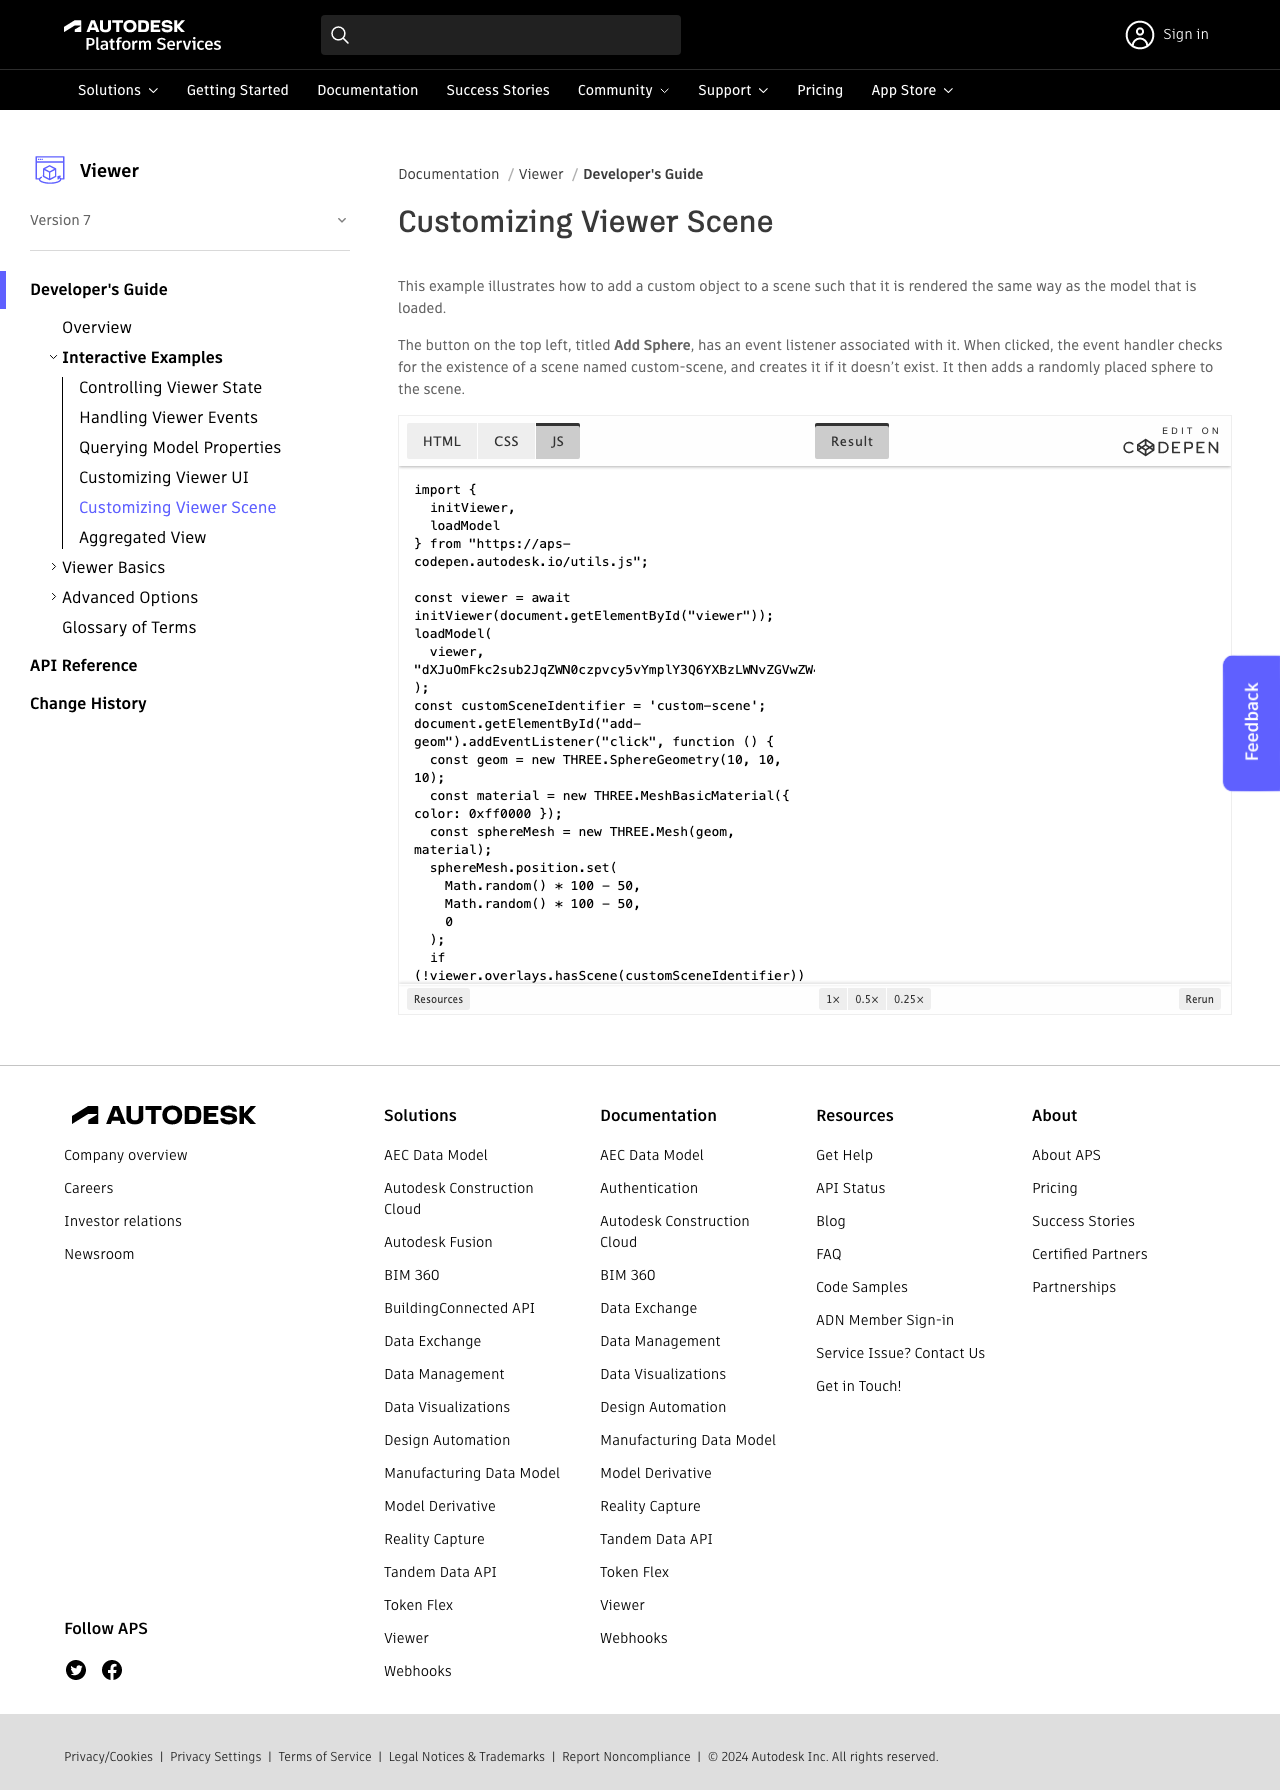 AUTODESK
Platform Services
Sign in
Solutions
Getting Started
Documentation
Success Stories
Community
Support
Pricing
App Store
Viewer
Version 7
Developer's Guide
Overview
Interactive Examples
Controlling Viewer State
Handling Viewer Events
Querying Model Properties
Customizing Viewer UI
Customizing Viewer Scene
Aggregated View
Viewer Basics
Advanced Options
Glossary of Terms
API Reference
Change History
Documentation / Viewer / Developer's Guide
Customizing Viewer Scene
This example illustrates how to add a custom object to a scene such that it is rendered the same way as the model that is
loaded.
The button on the top left, titled Add Sphere, has an event listener associated with it. When clicked, the event handler checks
for the existence of a scene named custom-scene, and creates it if it doesn't exist. It then adds a randomly placed sphere to
the scene.
HTML CSS JS Result
EDIT ON
CODEPEN
import {
  initViewer,
  loadModel
} from "https://aps-
codepen.autodesk.io/utils.js";
const viewer = await
initViewer(document.getElementById("viewer"));
loadModel(
  viewer,
"dXJuOmFkc2sub2JqZWN0czpvcy5vYmplY3Q6YXBzLWNvZGVwZW
);
const customSceneIdentifier = 'custom-scene';
document.getElementById("add-
geom").addEventListener("click", function () {
  const geom = new THREE.SphereGeometry(10, 10,
10);
  const material = new THREE.MeshBasicMaterial({
color: 0xff0000 });
  const sphereMesh = new THREE.Mesh(geom,
material);
  sphereMesh.position.set(
    Math.random() * 100 - 50,
    Math.random() * 100 - 50,
    0
  );
  if
(!viewer.overlays.hasScene(customSceneIdentifier))
Resources 1× 0.5× 0.25× Rerun
Feedback
AUTODESK
Company overview
Careers
Investor relations
Newsroom
Follow APS
Solutions
AEC Data Model
Autodesk Construction
Cloud
Autodesk Fusion
BIM 360
BuildingConnected API
Data Exchange
Data Management
Data Visualizations
Design Automation
Manufacturing Data Model
Model Derivative
Reality Capture
Tandem Data API
Token Flex
Viewer
Webhooks
Documentation
AEC Data Model
Authentication
Autodesk Construction
Cloud
BIM 360
Data Exchange
Data Management
Data Visualizations
Design Automation
Manufacturing Data Model
Model Derivative
Reality Capture
Tandem Data API
Token Flex
Viewer
Webhooks
Resources
Get Help
API Status
Blog
FAQ
Code Samples
ADN Member Sign-in
Service Issue? Contact Us
Get in Touch!
About
About APS
Pricing
Success Stories
Certified Partners
Partnerships
Privacy/Cookies | Privacy Settings | Terms of Service | Legal Notices & Trademarks | Report Noncompliance | © 2024 Autodesk Inc. All rights reserved.